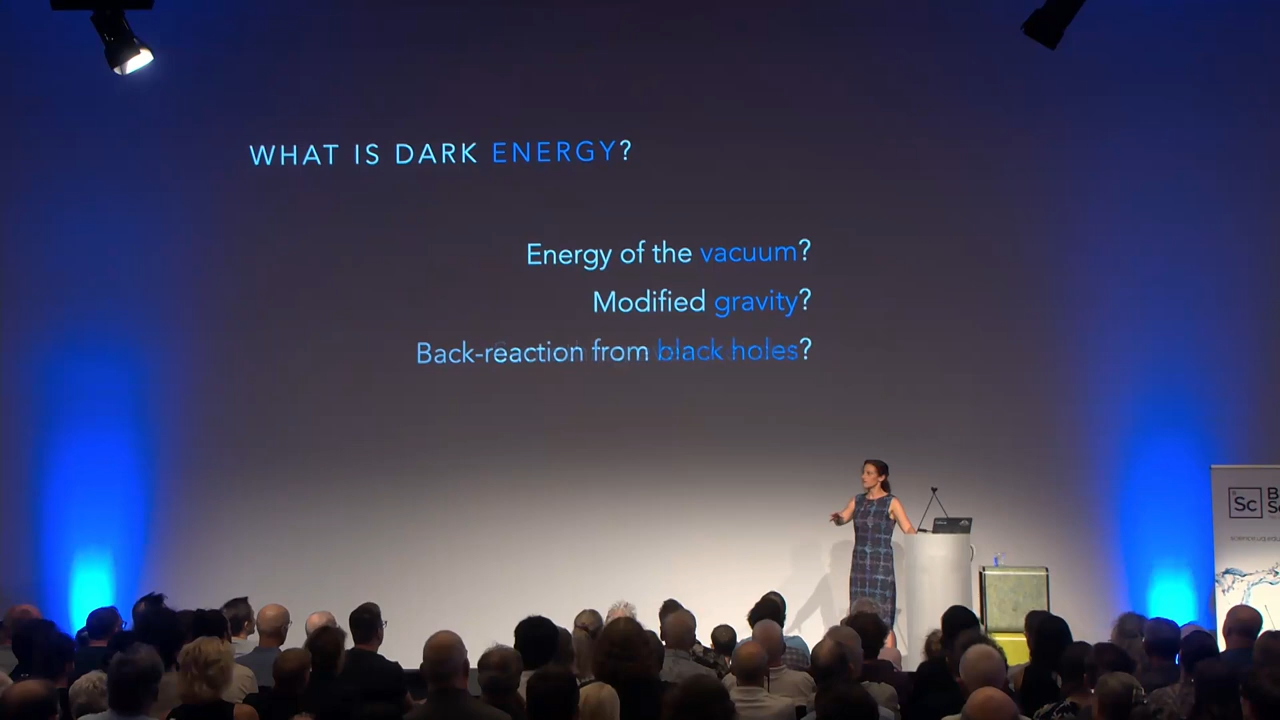 WHAT IS DARK ENERGY?
Energy of the vacuum?
Modified gravity?
Back-reaction from black holes?
Sc